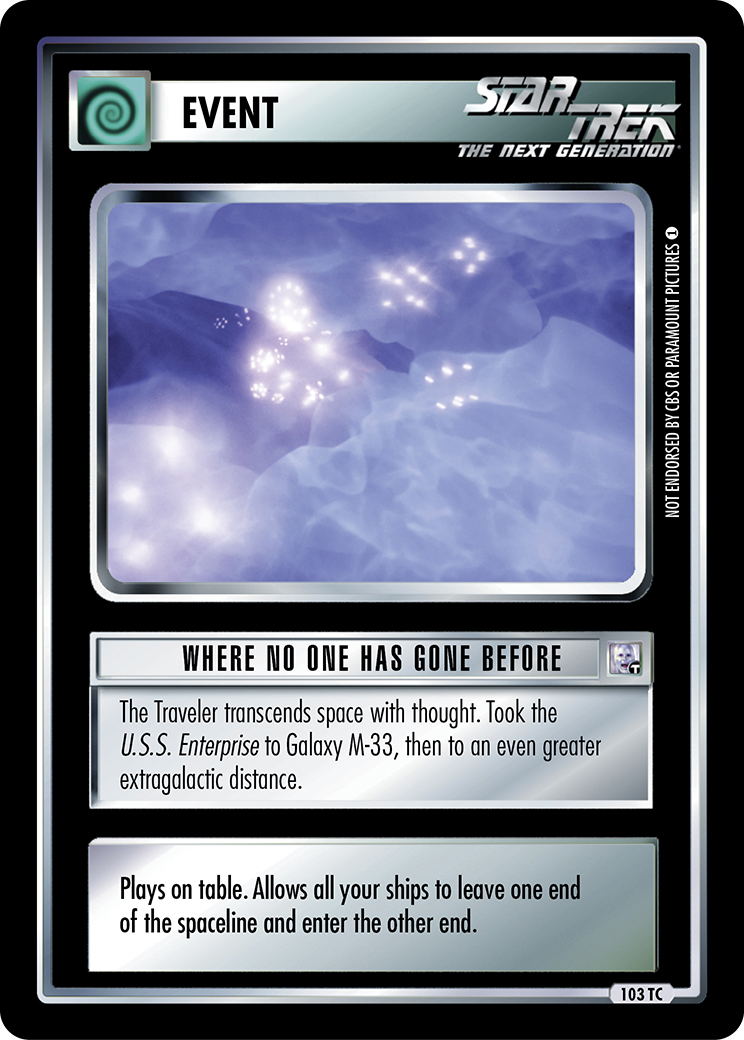 EVENT
STAR TREK
THE NEXT GENERATION
NOT ENDORSED BY CBS OR PARAMOUNT PICTURES 1
WHERE NO ONE HAS GONE BEFORE
T
The Traveler transcends space with thought. Took the
U.S.S. Enterprise to Galaxy M-33, then to an even greater
extragalactic distance.
Plays on table. Allows all your ships to leave one end
of the spaceline and enter the other end.
103 TC